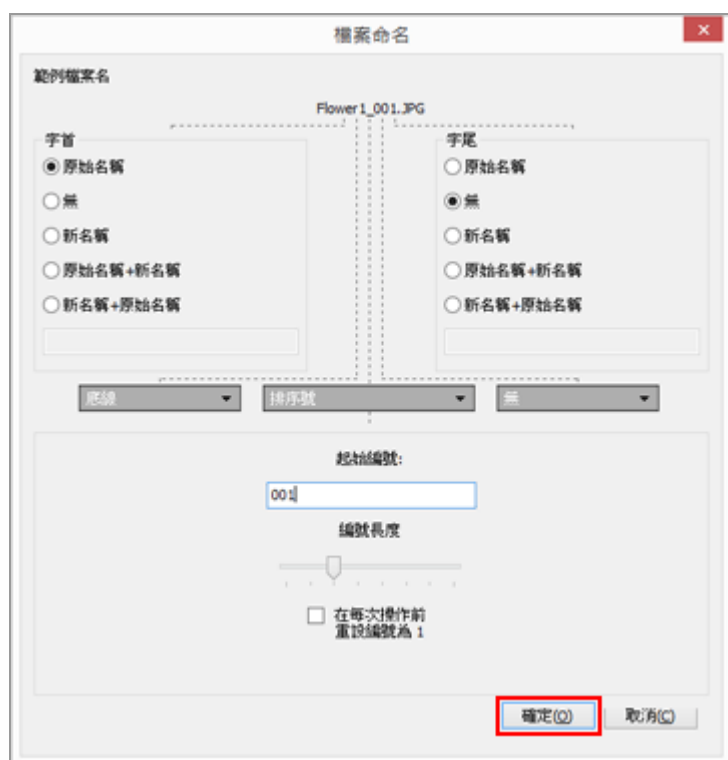 檔案命名
範例檔案名
Flower1_001.JPG
字首
原始名稱
無
新名稱
原始名稱+新名稱
新名稱+原始名稱
字尾
原始名稱
無
新名稱
原始名稱+新名稱
新名稱+原始名稱
底線
排序號
無
起始編號:
001
編號長度
在每次操作前
重設編號為 1
確定(O)
取消(C)